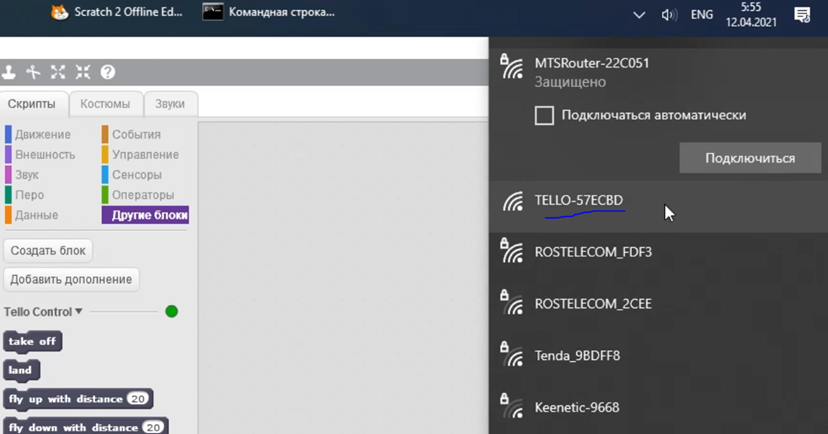 Scratch 2 Offline Ed...
Командная строка...
ENG
5:55
12.04.2021
Скрипты
Костюмы
Звуки
Движение
События
Внешность
Управление
Звук
Сенсоры
Перо
Операторы
Данные
Другие блоки
Создать блок
Добавить дополнение
Tello Control
take off
land
fly up with distance 20
fly down with distance 20
MTSRouter-22C051
Защищено
Подключаться автоматически
Подключиться
TELLO-57ECBD
ROSTELECOM_FDF3
ROSTELECOM_2CEE
Tenda_9BDFF8
Keenetic-9668